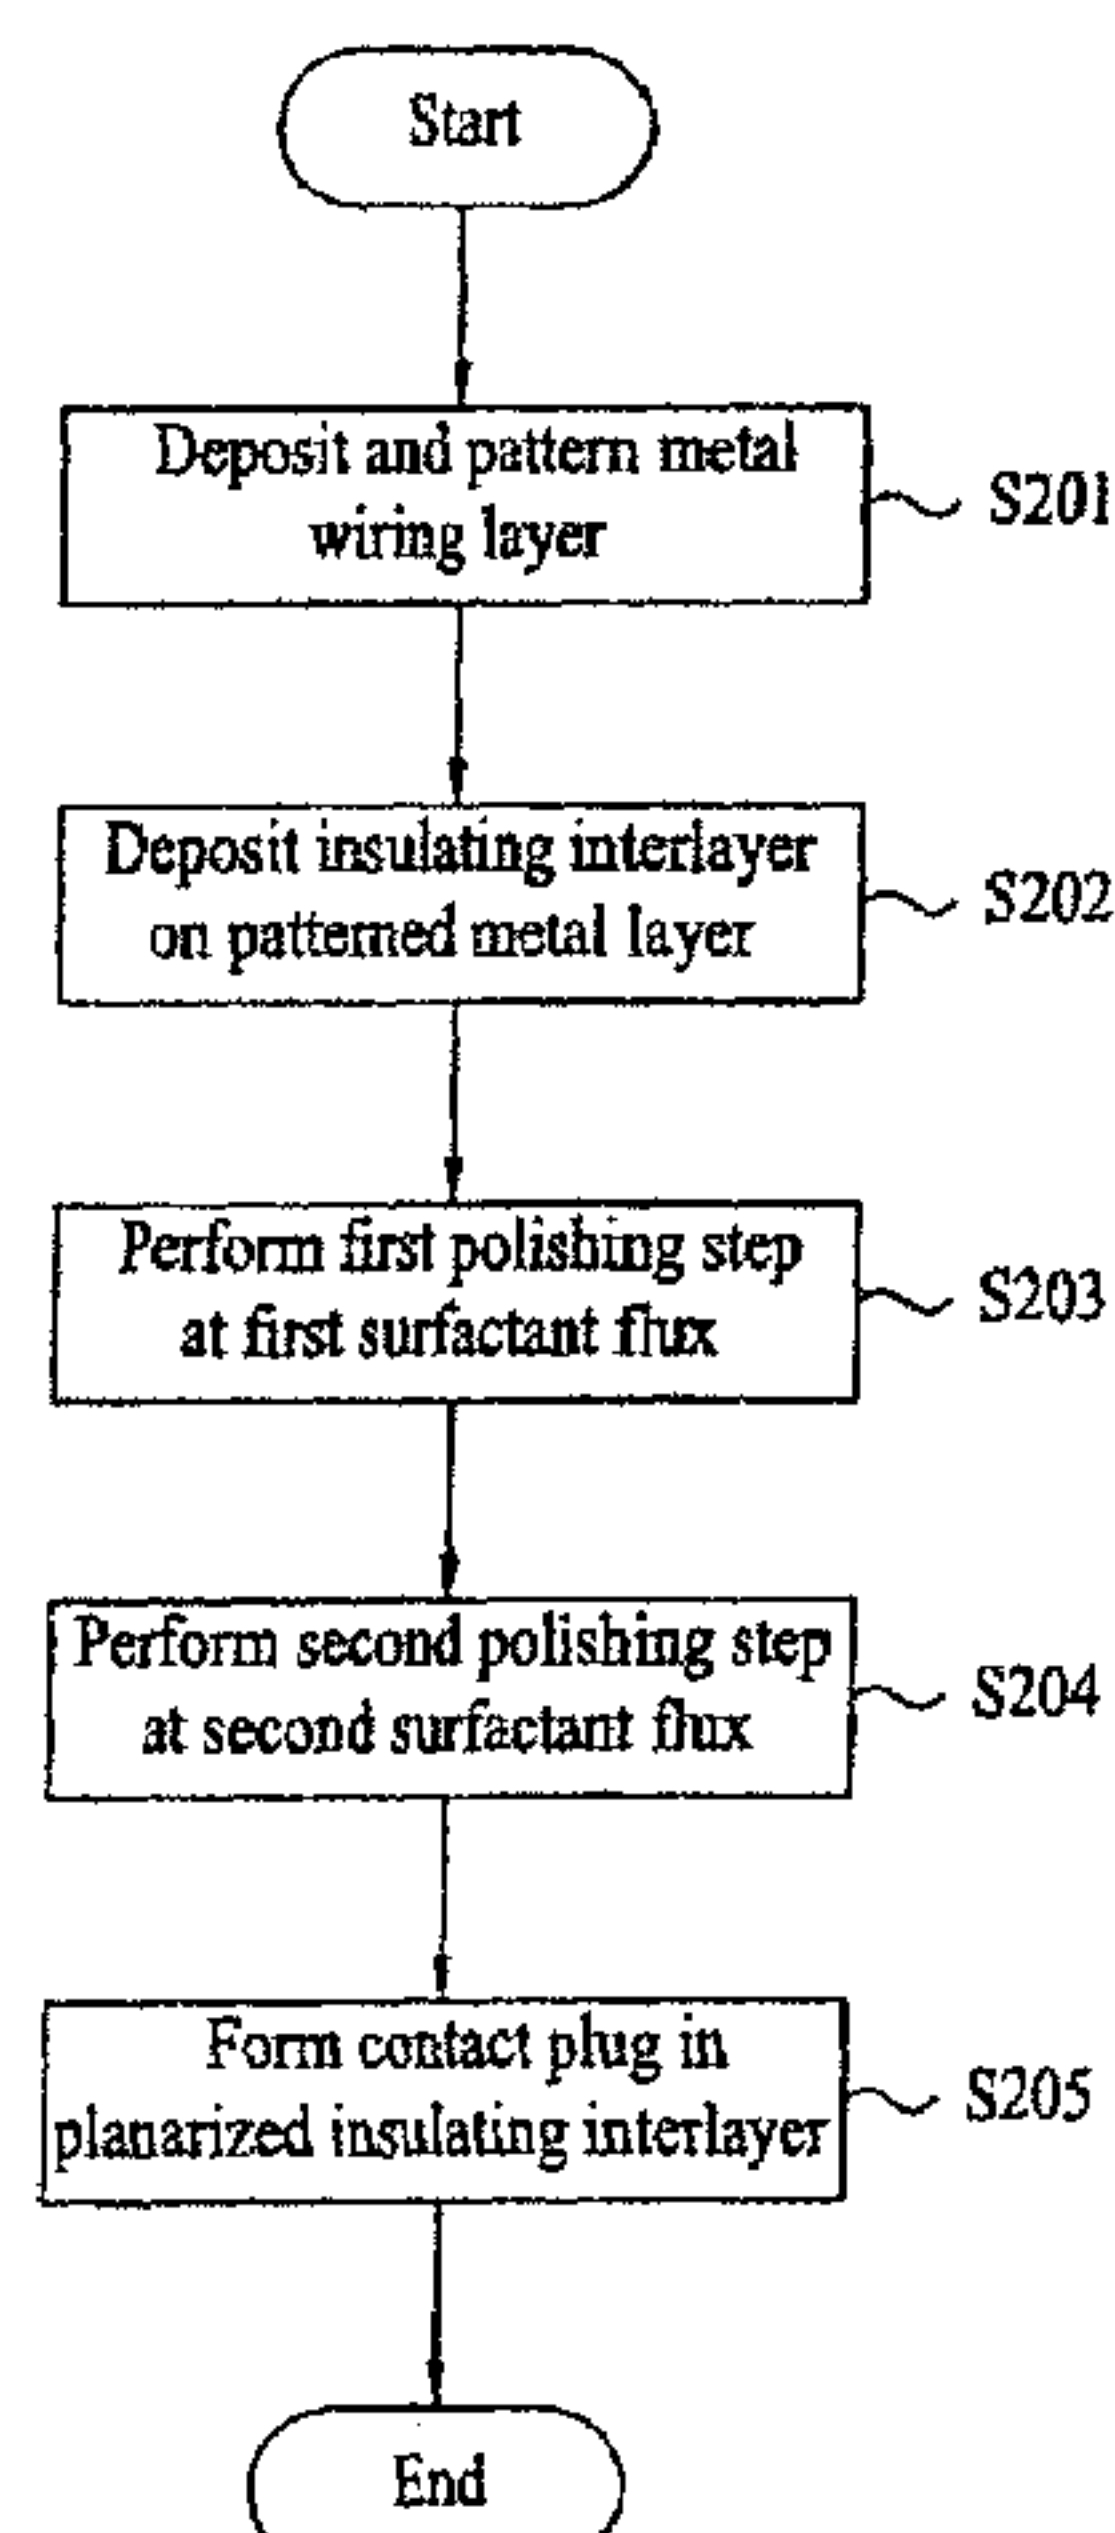 Start
Deposit and pattern metal
wiring layer
S201
Deposit insulating interlayer
on patterned metal layer
S202
Perform first polishing step
at first surfactant flux
S203
Perform second polishing step
at second surfactant flux
S204
Form contact plug in
planarized insulating interlayer
S205
End